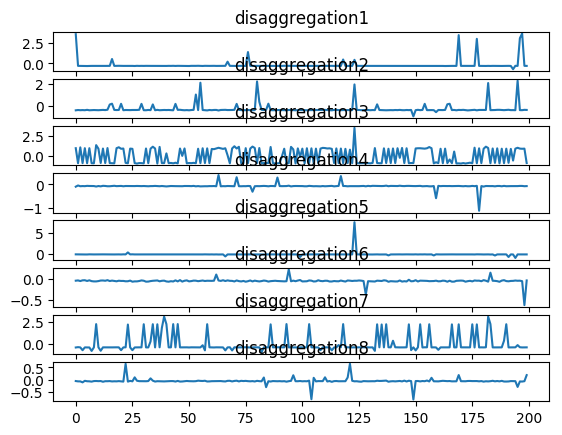 disaggregation1
2.5
0.0
disaggregation2
2
0
disaggregation3
2.5
0.0
disaggregation4
0
−1
disaggregation5
5
0
disaggregation6
0.0
−0.5
disaggregation7
2.5
0.0
disaggregation8
0.5
0.0
−0.5
0 25 50 75 100 125 150 175 200